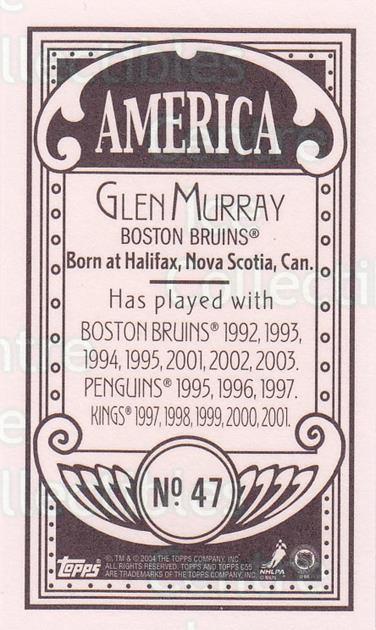 AMERICA
GLEN MURRAY
BOSTON BRUINS®
Born at Halifax, Nova Scotia, Can.
Has played with
BOSTON BRUINS® 1992, 1993,
1994, 1995, 2001, 2002, 2003.
PENGUINS® 1995, 1996, 1997.
KINGS® 1997, 1998, 1999, 2000, 2001.
Nº 47
topps
®, TM & © 2004 THE TOPPS COMPANY, INC.
ALL RIGHTS RESERVED. TOPPS AND TOPPS C55
ARE TRADEMARKS OF THE TOPPS COMPANY, INC.
NHLPA